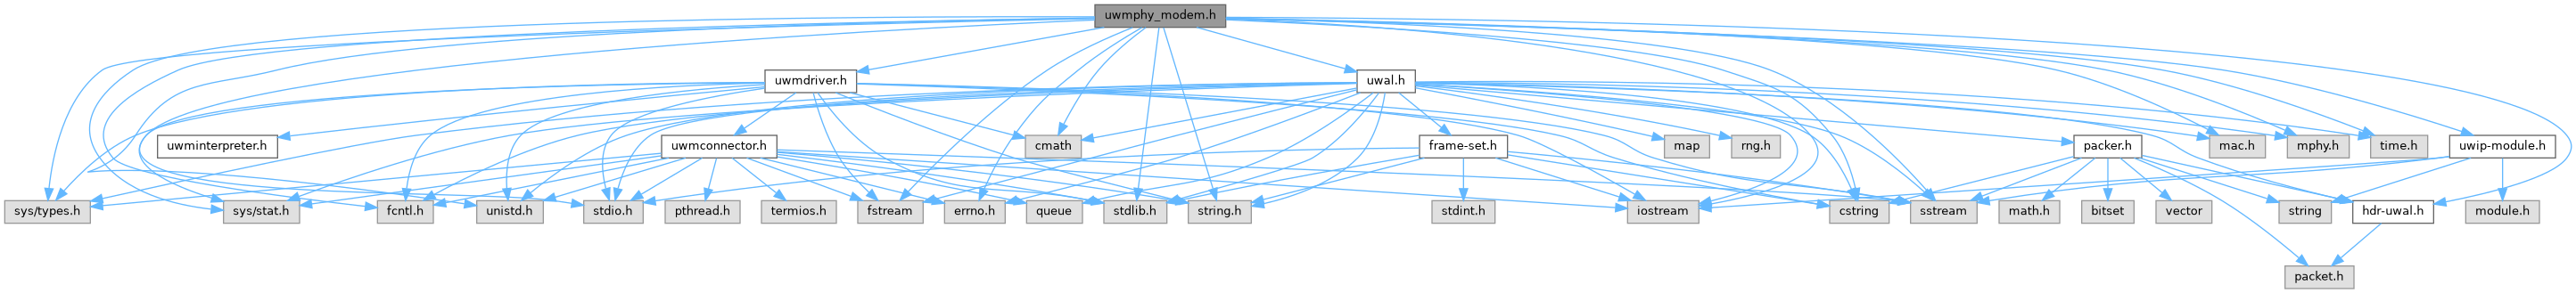 uwmphy_modem.h
uwmdriver.h
uwal.h
uwminterpreter.h
uwmconnector.h
cmath
frame-set.h
map
rng.h
packer.h
mac.h
mphy.h
time.h
uwip-module.h
sys/types.h
sys/stat.h
fcntl.h
unistd.h
stdio.h
pthread.h
termios.h
fstream
errno.h
queue
stdlib.h
string.h
stdint.h
iostream
cstring
sstream
math.h
bitset
vector
string
hdr-uwal.h
module.h
packet.h